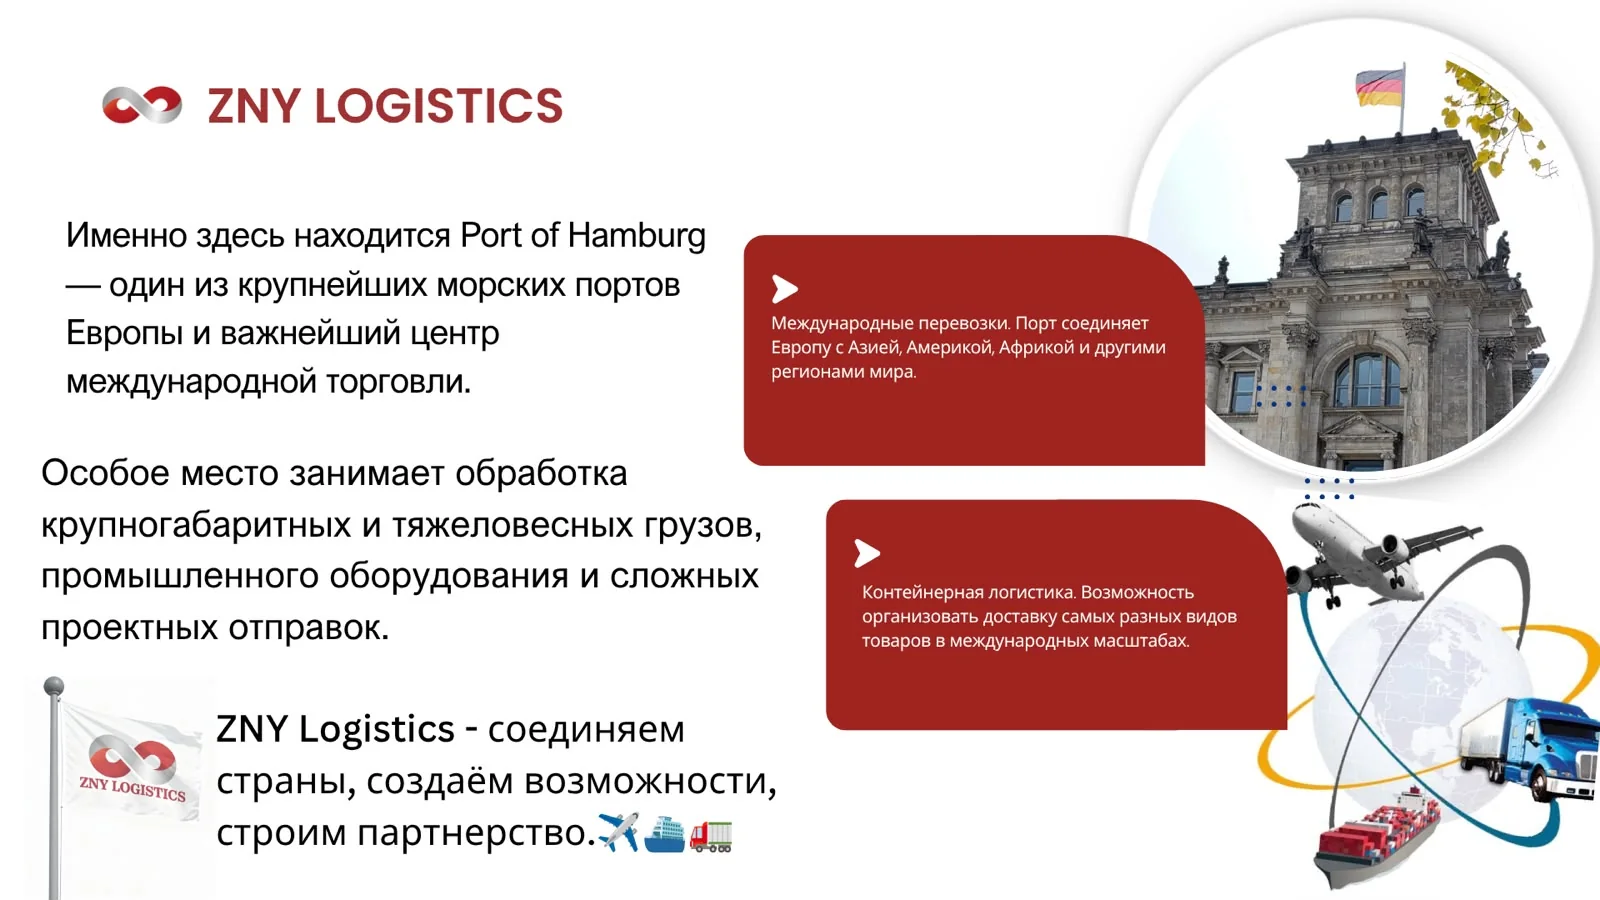 ZNY LOGISTICS
Именно здесь находится Port of Hamburg
— один из крупнейших морских портов
Европы и важнейший центр
международной торговли.
Особое место занимает обработка
крупногабаритных и тяжеловесных грузов,
промышленного оборудования и сложных
проектных отправок.
ZNY LOGISTICS
ZNY Logistics - соединяем
страны, создаём возможности,
строим партнерство.✈️🛳️🚛
Международные перевозки. Порт соединяет
Европу с Азией, Америкой, Африкой и другими
регионами мира.
Контейнерная логистика. Возможность
организовать доставку самых разных видов
товаров в международных масштабах.